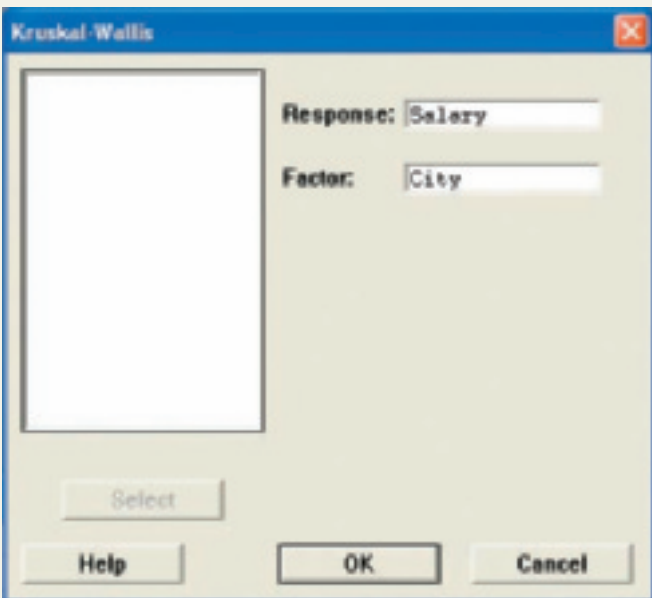 Kruskal-Wallis
Response: Salary
Factor: City
Select
Help OK Cancel